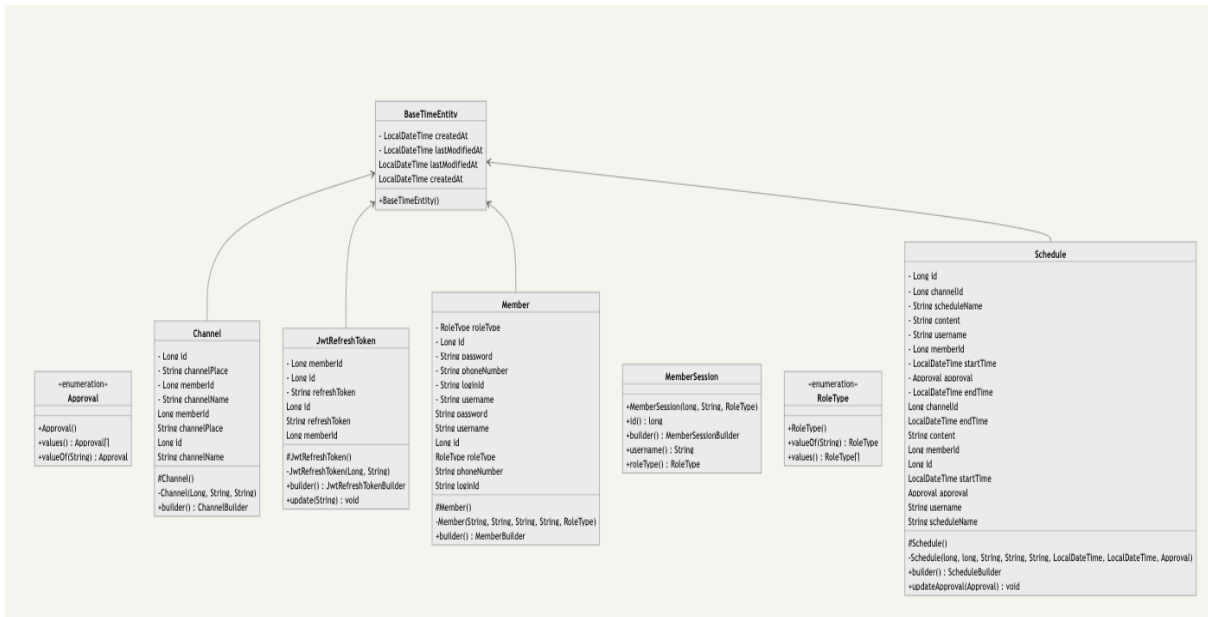 BaseTimeEntity
- LocalDateTime createdAt
- LocalDateTime lastModifiedAt
LocalDateTime lastModifiedAt
LocalDateTime createdAt
+BaseTimeEntity()
«enumeration»
Approval
+Approval()
+values() : Approval[]
+valueOf(String) : Approval
Channel
- Long id
- String channelPlace
- Long memberId
- String channelName
Long memberId
String channelPlace
Long id
String channelName
#Channel()
-Channel(Long, String, String)
+builder() : ChannelBuilder
JwtRefreshToken
- Long memberId
- Long id
- String refreshToken
Long id
String refreshToken
Long memberId
#JwtRefreshToken()
-JwtRefreshToken(Long, String)
+builder() : JwtRefreshTokenBuilder
+update(String) : void
Member
- RoleType roleType
- Long id
- String password
- String phoneNumber
- String loginId
- String username
String password
String username
Long id
RoleType roleType
String phoneNumber
String loginId
#Member()
-Member(String, String, String, String, RoleType)
+builder() : MemberBuilder
MemberSession
+MemberSession(long, String, RoleType)
+id() : long
+builder() : MemberSessionBuilder
+username() : String
+roleType() : RoleType
«enumeration»
RoleType
+RoleType()
+valueOf(String) : RoleType
+values() : RoleType[]
Schedule
- Long id
- Long channelId
- String scheduleName
- String content
- String username
- Long memberId
- LocalDateTime startTime
- Approval approval
- LocalDateTime endTime
Long channelId
LocalDateTime endTime
String content
Long memberId
Long id
LocalDateTime startTime
Approval approval
String username
String scheduleName
#Schedule()
-Schedule(long, long, String, String, String, LocalDateTime, LocalDateTime, Approval)
+builder() : ScheduleBuilder
+updateApproval(Approval) : void